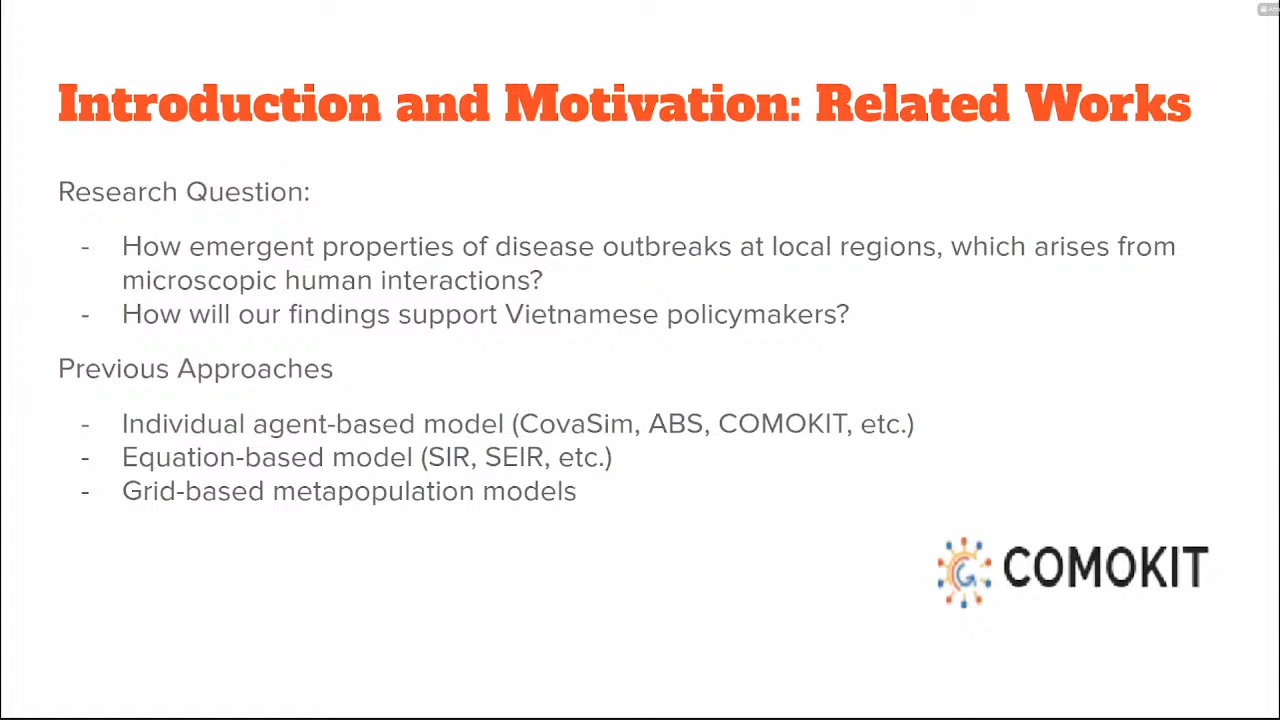 Introduction and Motivation: Related Works
Research Question:
- How emergent properties of disease outbreaks at local regions, which arises from
microscopic human interactions?
- How will our findings support Vietnamese policymakers?
Previous Approaches
- Individual agent-based model (CovaSim, ABS, COMOKIT, etc.)
- Equation-based model (SIR, SEIR, etc.)
- Grid-based metapopulation models
COMOKIT